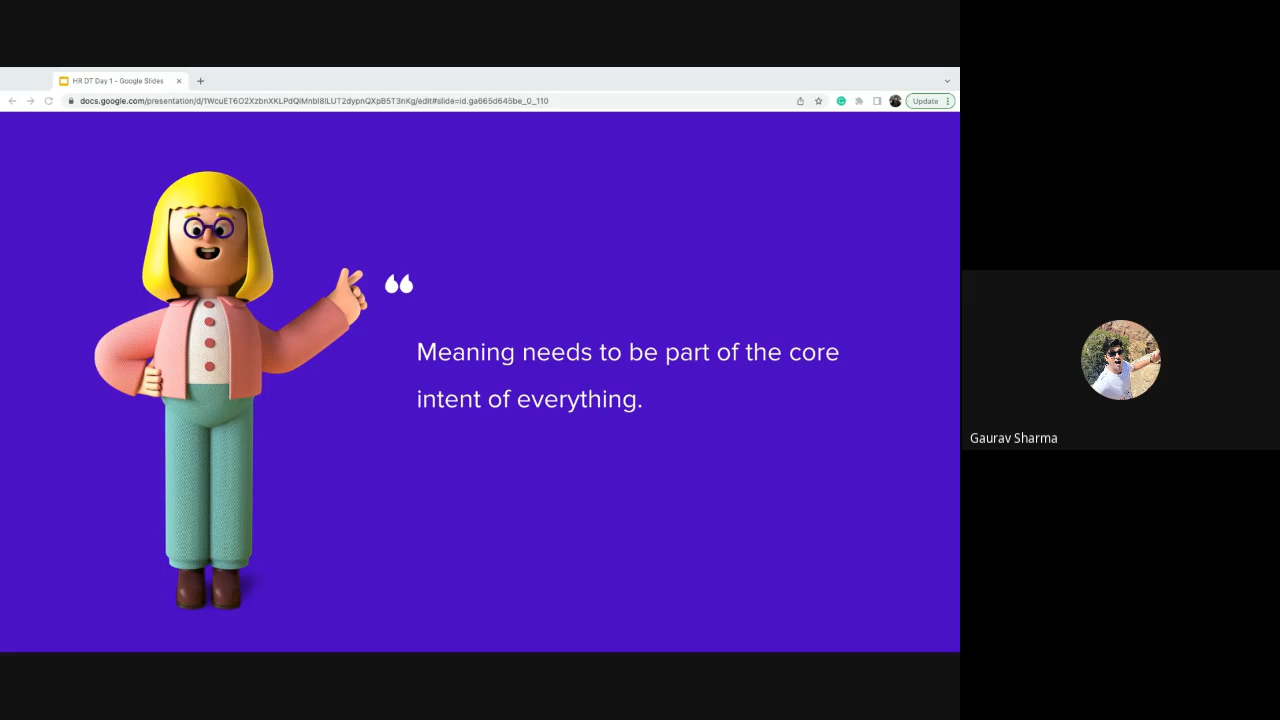 HR DT Day 1 - Google Slides
Update
“
Meaning needs to be part of the core
intent of everything.
Gaurav Sharma